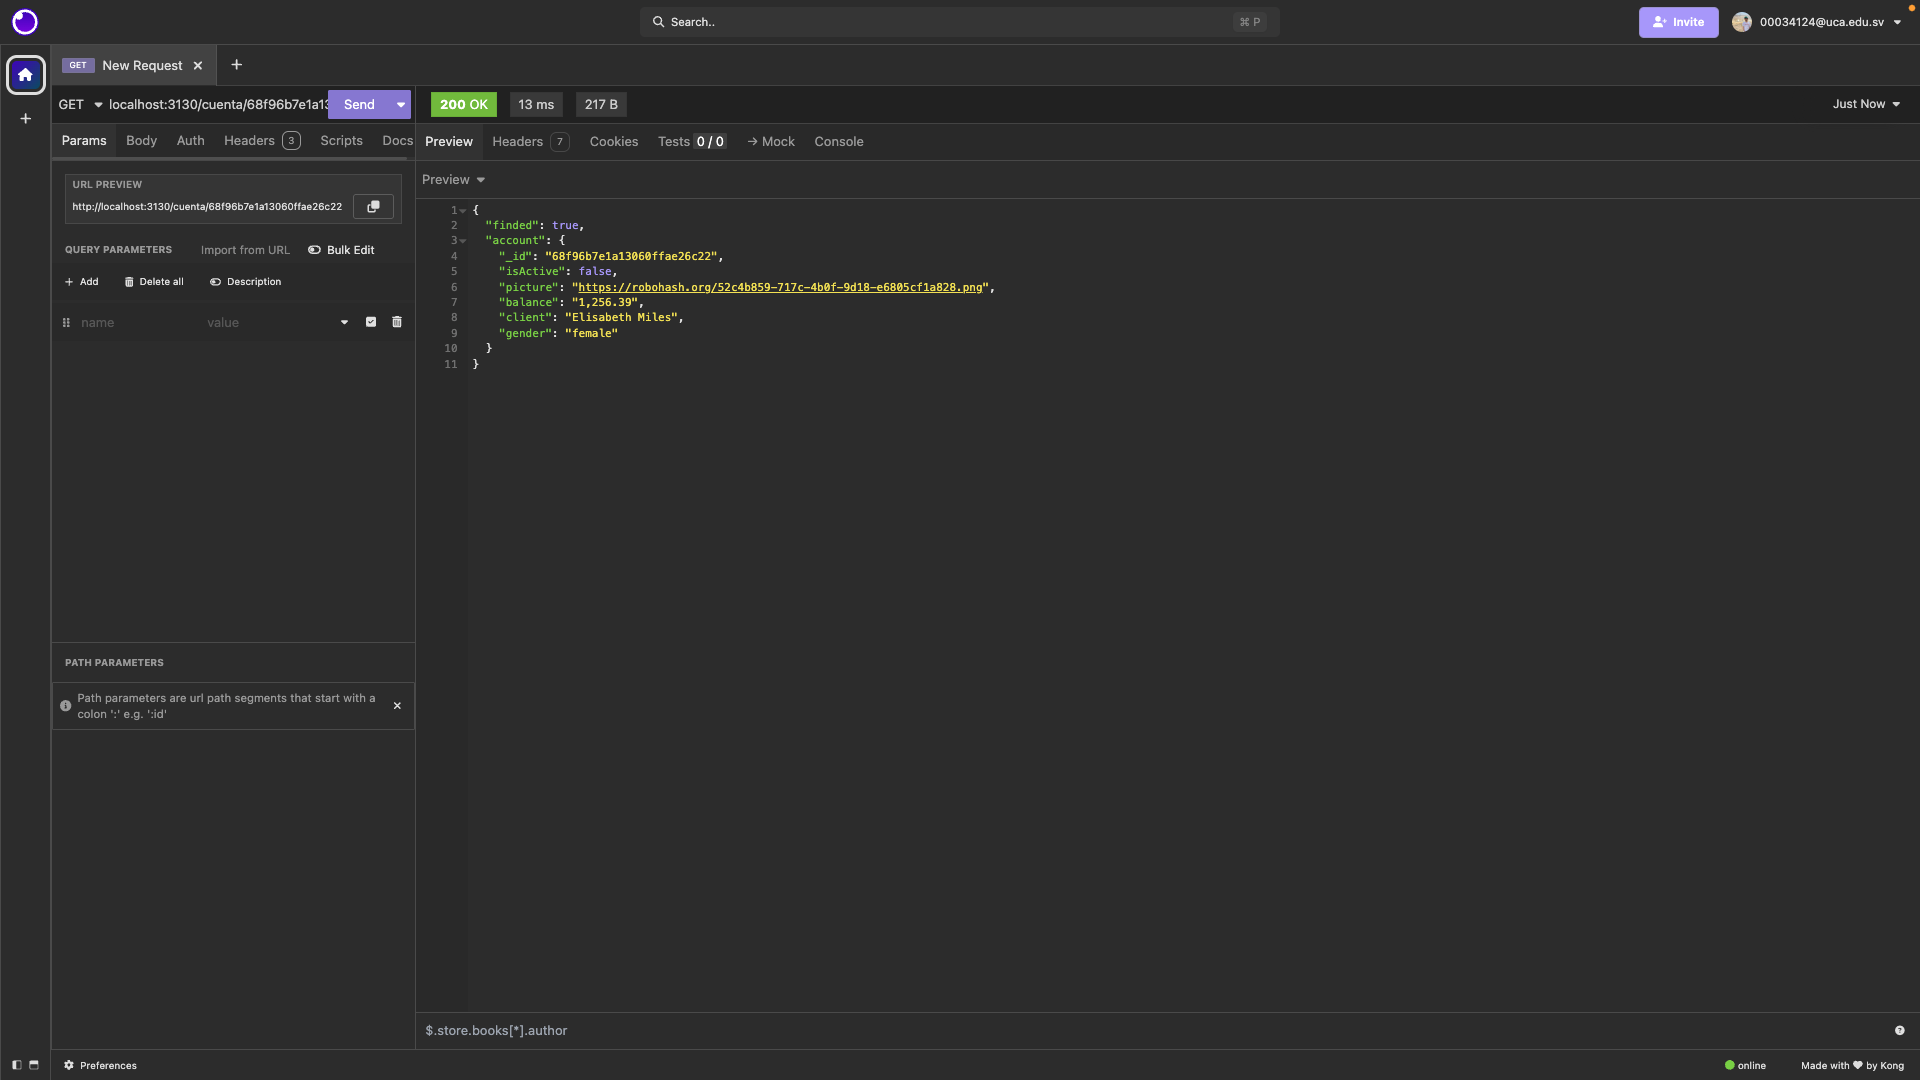 Search..
⌘ P
Invite
00034124@uca.edu.sv
GET New Request
GET localhost:3130/cuenta/68f96b7e1a13 Send
200 OK 13 ms 217 B
Just Now
Params Body Auth Headers 3 Scripts Docs
Preview Headers 7 Cookies Tests 0 / 0 → Mock Console
URL PREVIEW
http://localhost:3130/cuenta/68f96b7e1a13060ffae26c22
QUERY PARAMETERS Import from URL Bulk Edit
Add Delete all Description
name value
PATH PARAMETERS
Path parameters are url path segments that start with a
colon ':' e.g. ':id'
Preview
1 {
2 "finded": true,
3 "account": {
4 "_id": "68f96b7e1a13060ffae26c22",
5 "isActive": false,
6 "picture": "https://robohash.org/52c4b859-717c-4b0f-9d18-e6805cf1a828.png",
7 "balance": "1,256.39",
8 "client": "Elisabeth Miles",
9 "gender": "female"
10 }
11 }
$.store.books[*].author
Preferences
online
Made with ♥ by Kong